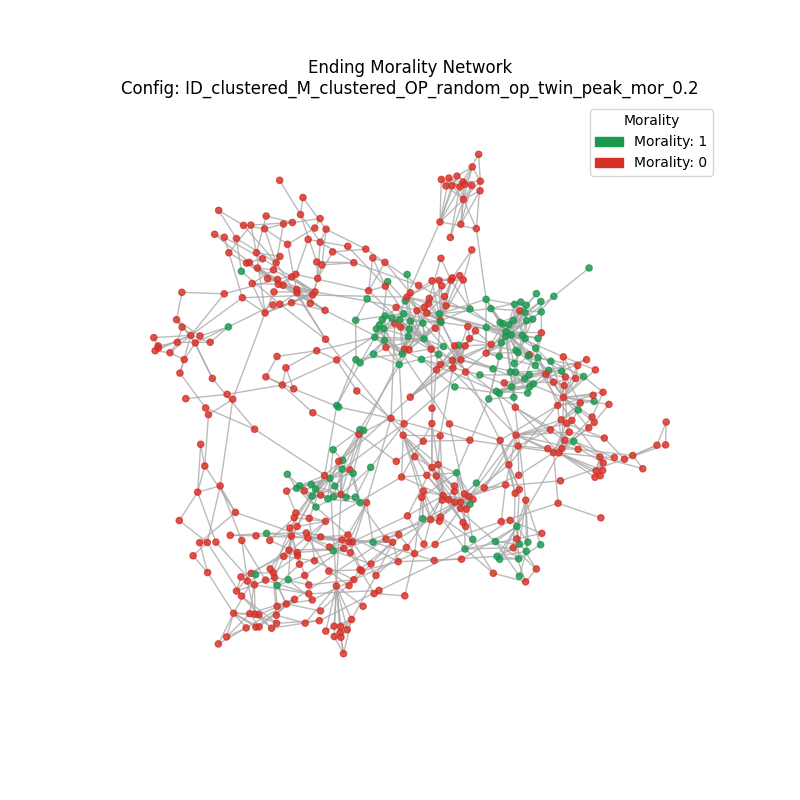 Ending Morality Network
Config: ID_clustered_M_clustered_OP_random_op_twin_peak_mor_0.2
Morality
Morality: 1
Morality: 0